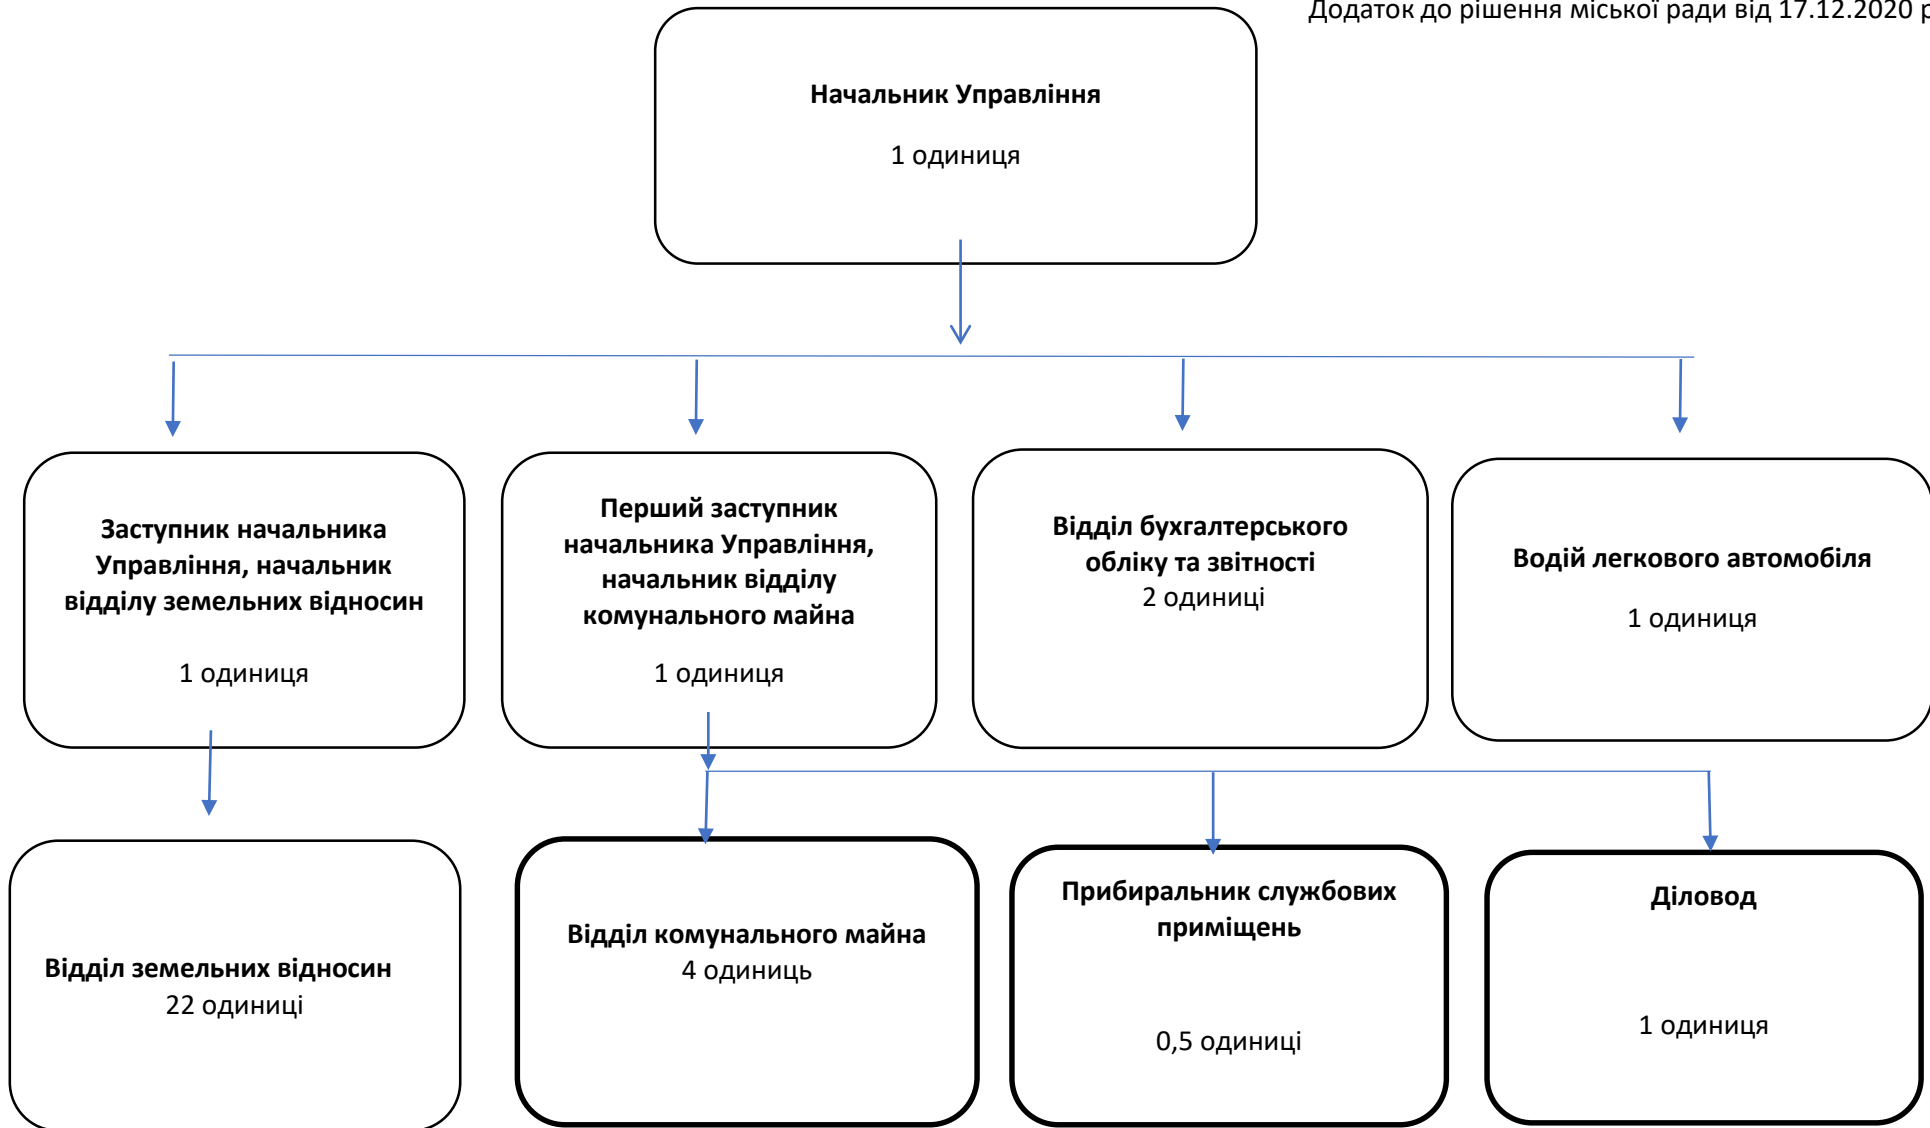 Додаток до рішення міської ради від 17.12.2020 р
Начальник Управління
1 одиниця
Заступник начальника
Управління, начальник
відділу земельних відносин
1 одиниця
Перший заступник
начальника Управління,
начальник відділу
комунального майна
1 одиниця
Відділ бухгалтерського
обліку та звітності
2 одиниці
Водій легкового автомобіля
1 одиниця
Відділ земельних відносин
22 одиниці
Відділ комунального майна
4 одиниць
Прибиральник службових
приміщень
0,5 одиниці
Діловод
1 одиниця